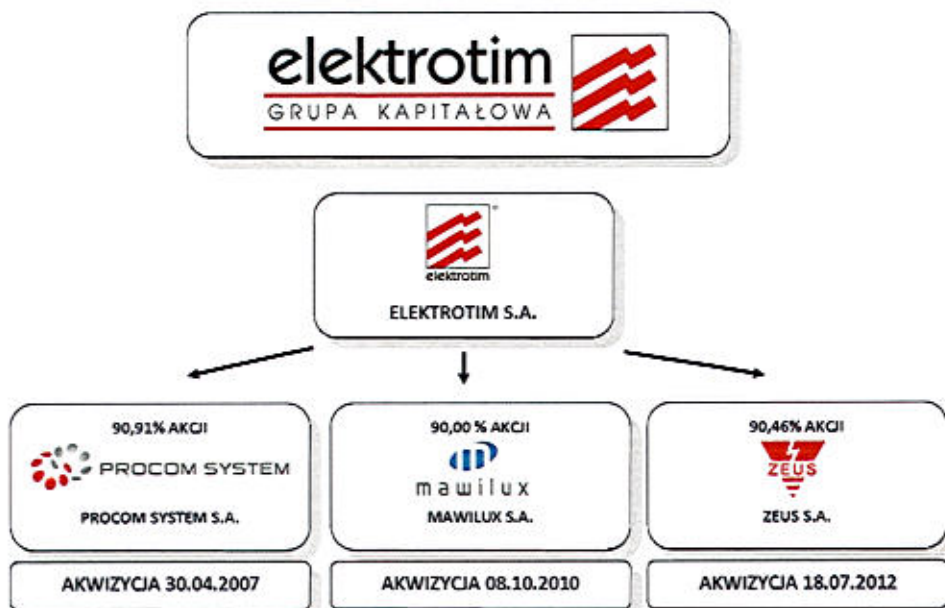 elektrotim
GRUPA KAPITAŁOWA
elektrotim
ELEKTROTIM S.A.
90,91% AKCJI
PROCOM SYSTEM
PROCOM SYSTEM S.A.
90,00 % AKCJI
mawilux
MAWILUX S.A.
90,46% AKCJI
ZEUS
ZEUS S.A.
AKWIZYCJA 30.04.2007
AKWIZYCJA 08.10.2010
AKWIZYCJA 18.07.2012